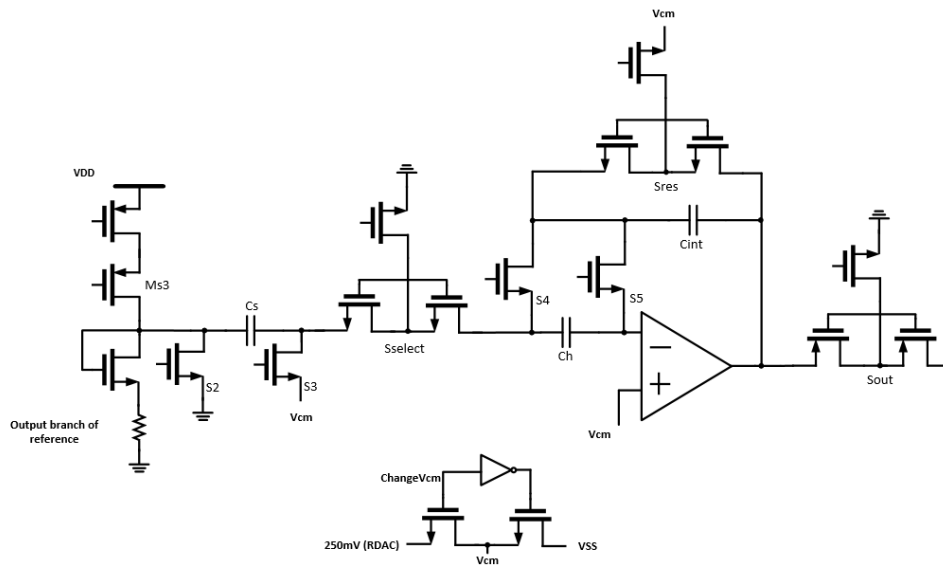 Vcm
VDD
Sres
Cint
Ms3
S4
S5
Cs
Sselect
Ch
S2
S3
Vcm
Sout
Output branch of
reference
Vcm
ChangeVcm
250mV (RDAC)
Vcm
VSS